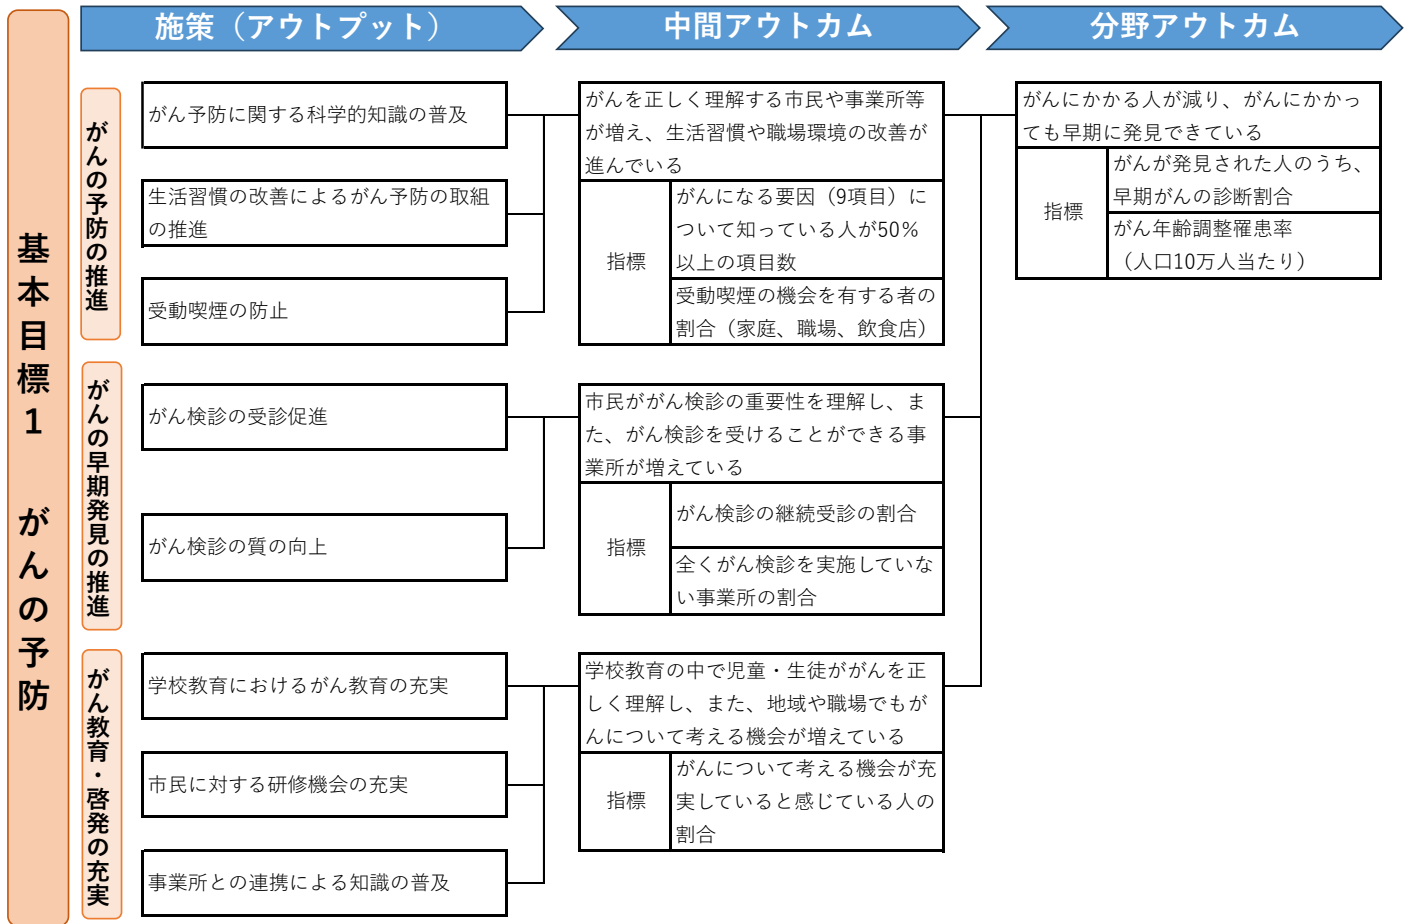 施策（アウトプット）
中間アウトカム
分野アウトカム
基本目標1　がんの予防
がんの予防の推進
がん予防に関する科学的知識の普及
生活習慣の改善によるがん予防の取組
の推進
受動喫煙の防止
がんを正しく理解する市民や事業所等
が増え、生活習慣や職場環境の改善が
進んでいる
指標
がんになる要因（9項目）に
ついて知っている人が50%
以上の項目数
受動喫煙の機会を有する者の
割合（家庭、職場、飲食店）
がんにかかる人が減り、がんにかかっ
ても早期に発見できている
指標
がんが発見された人のうち、
早期がんの診断割合
がん年齢調整罹患率
（人口10万人当たり）
がんの早期発見の推進
がん検診の受診促進
がん検診の質の向上
市民ががん検診の重要性を理解し、ま
た、がん検診を受けることができる事
業所が増えている
指標
がん検診の継続受診の割合
全くがん検診を実施していな
い事業所の割合
がん教育・啓発の充実
学校教育におけるがん教育の充実
市民に対する研修機会の充実
事業所との連携による知識の普及
学校教育の中で児童・生徒ががんを正
しく理解し、また、地域や職場でもが
んについて考える機会が増えている
指標
がんについて考える機会が充
実していると感じている人の
割合